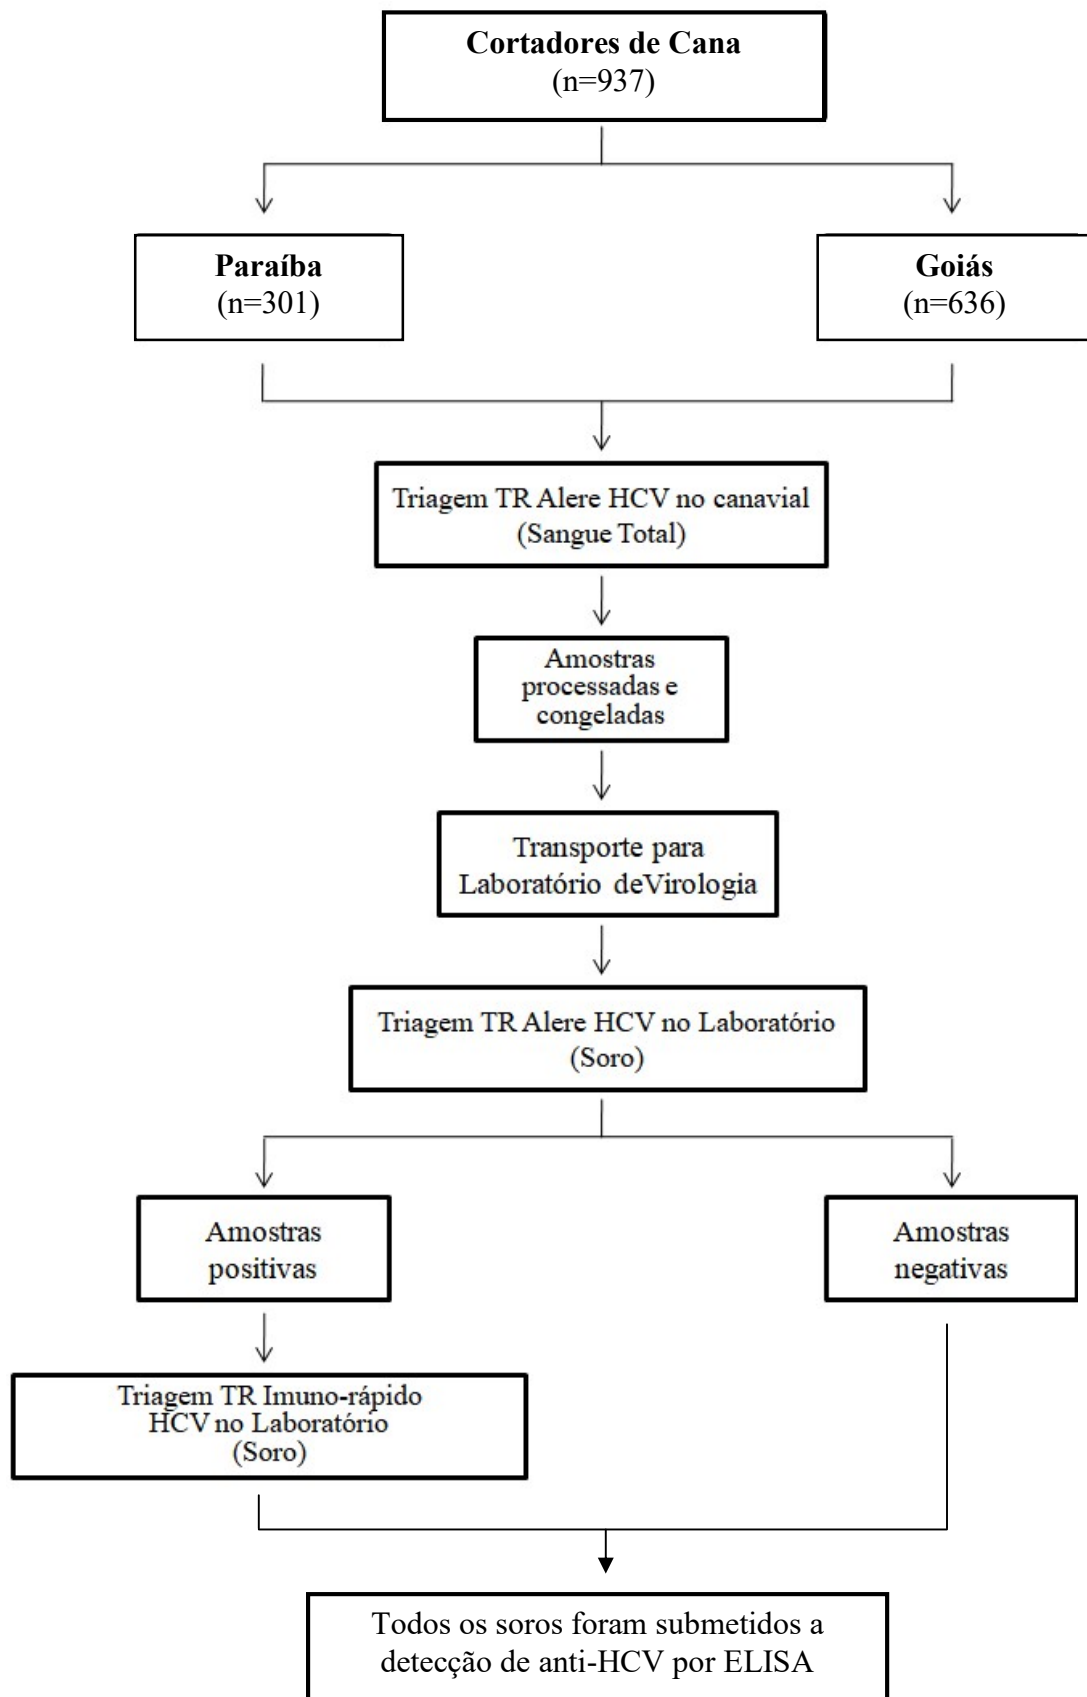 Cortadores de Cana
(n=937)
Paraíba
(n=301)
Goiás
(n=636)
Triagem TR Alere HCV no canavial
(Sangue Total)
Amostras
processadas e
congeladas
Transporte para
Laboratório deVirologia
Triagem TR Alere HCV no Laboratório
(Soro)
Amostras
positivas
Amostras
negativas
Triagem TR Imuno-rápido
HCV no Laboratório
(Soro)
Todos os soros foram submetidos a
detecção de anti-HCV por ELISA